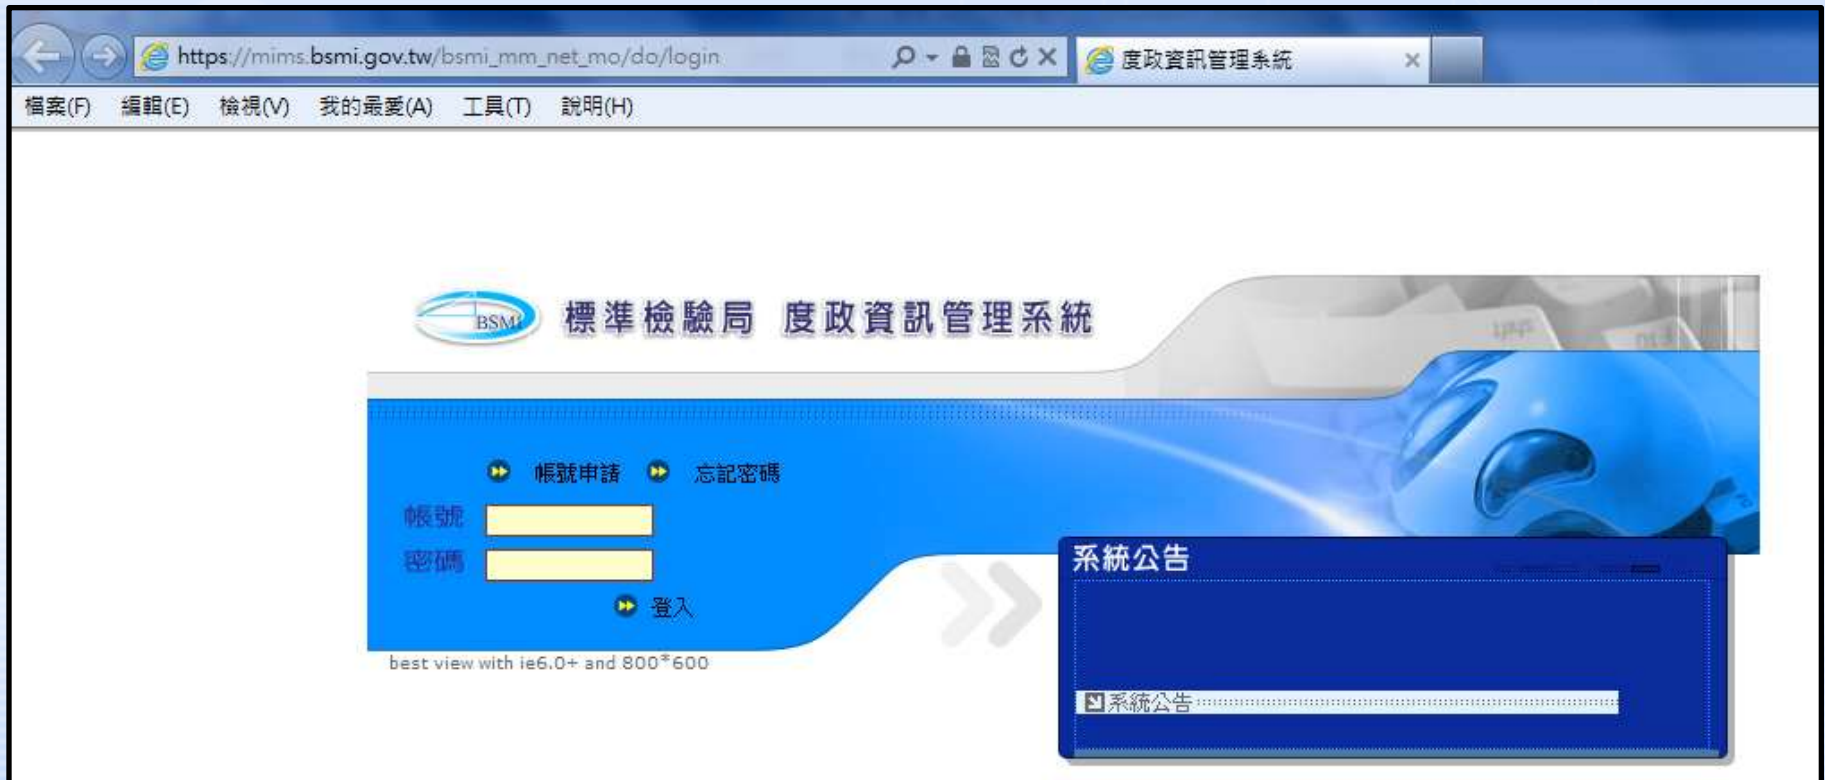 https://mims.bsmi.gov.tw/bsmi_mm_net_mo/do/login 度政資訊管理系統
檔案(F) 編輯(E) 檢視(V) 我的最愛(A) 工具(T) 說明(H)
BSMI 標準檢驗局 度政資訊管理系統
帳號申請 忘記密碼
帳號
密碼
登入
best view with ie6.0+ and 800*600
系統公告
系統公告